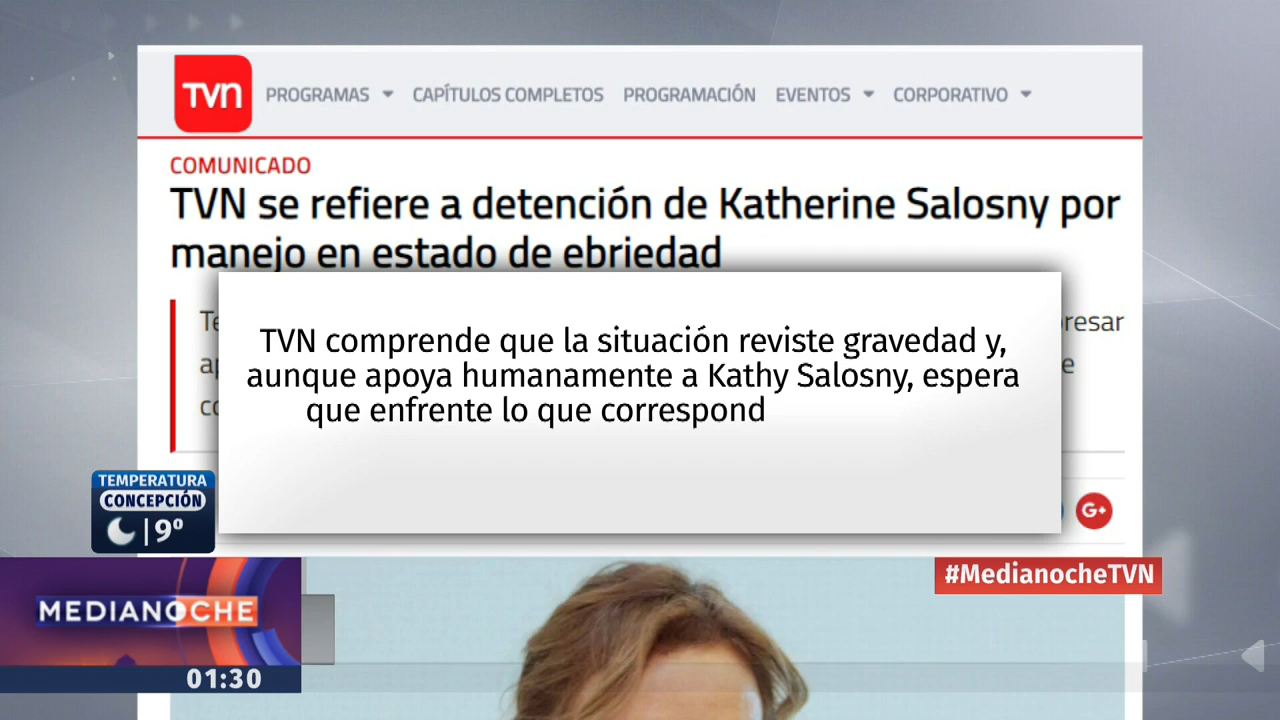 TVN
PROGRAMAS
CAPÍTULOS COMPLETOS
PROGRAMACIÓN
EVENTOS
CORPORATIVO
COMUNICADO
TVN se refiere a detención de Katherine Salosny por
manejo en estado de ebriedad
TVN comprende que la situación reviste gravedad y,
aunque apoya humanamente a Kathy Salosny, espera
que enfrente lo que correspond
TEMPERATURA
CONCEPCIÓN
9º
G+
#MedianocheTVN
MEDIANOCHE
01:30